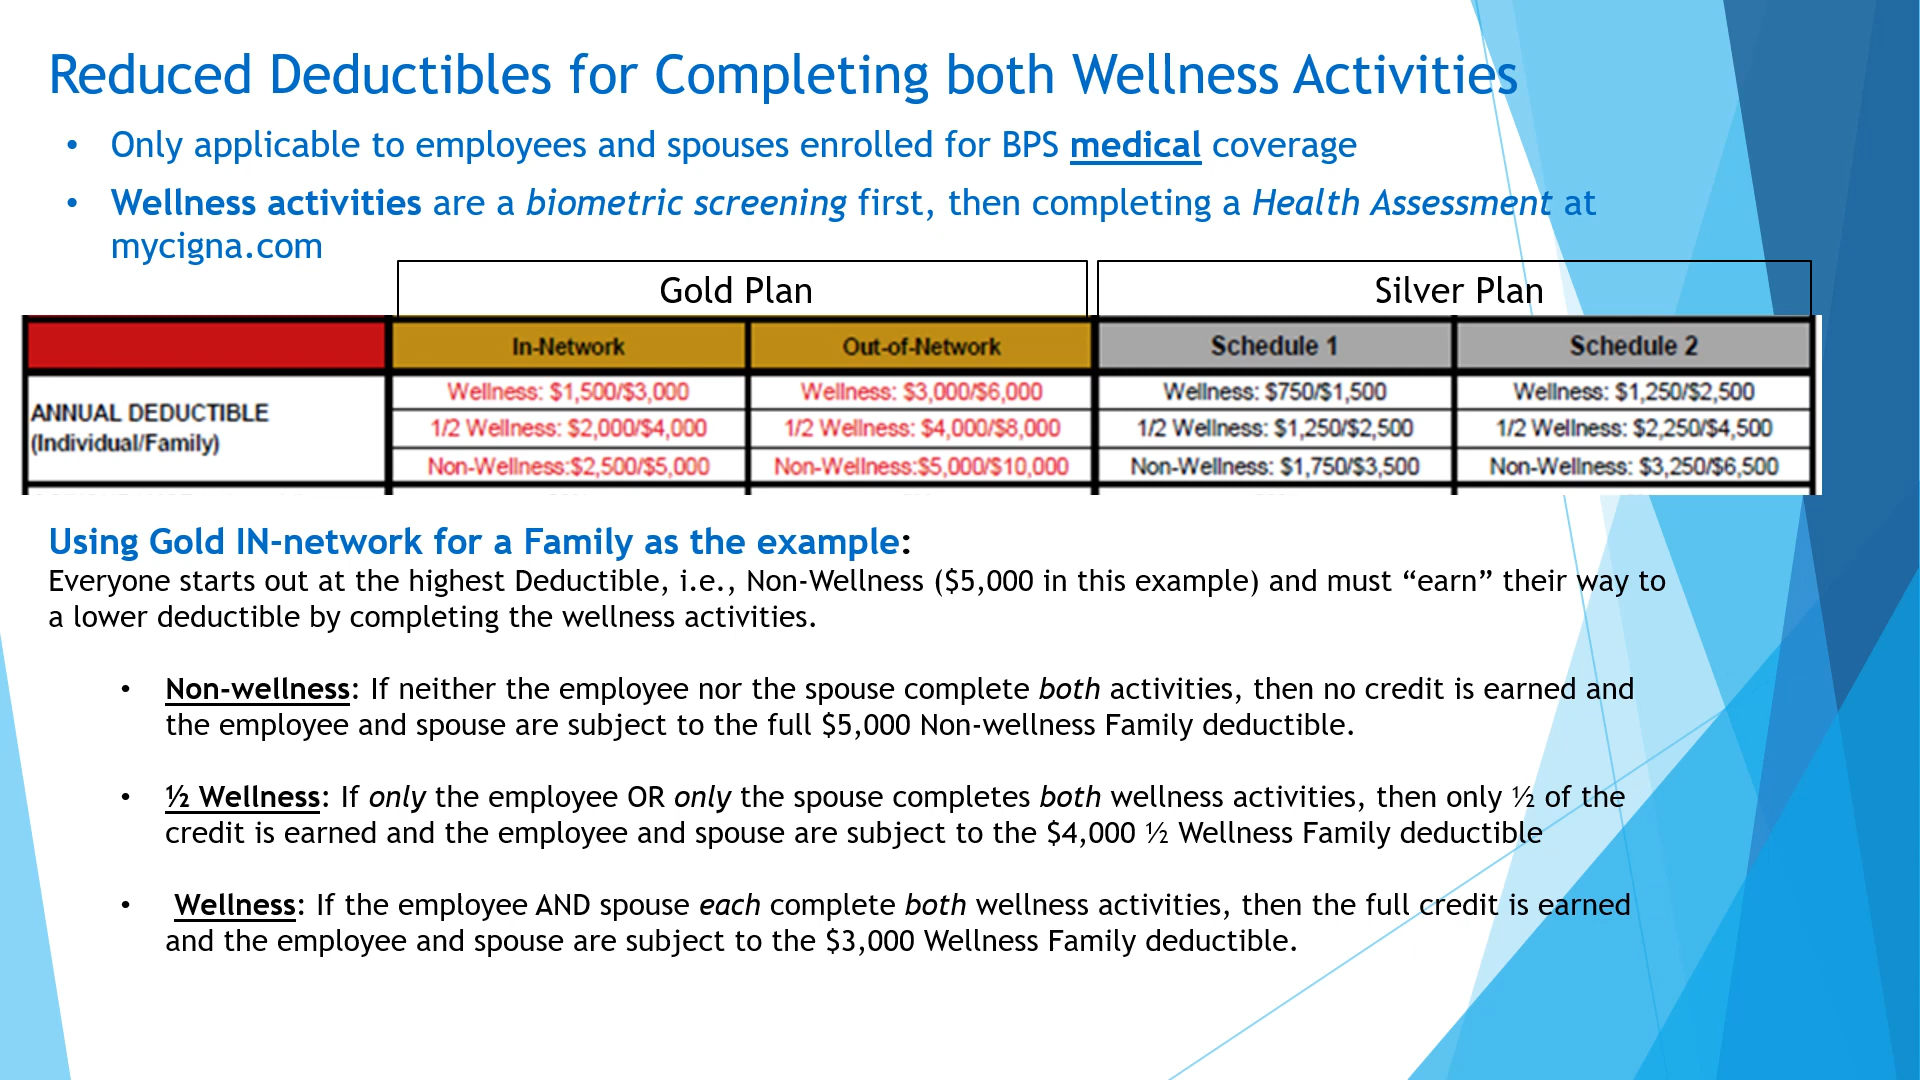 Reduced Deductibles for Completing both Wellness Activities
• Only applicable to employees and spouses enrolled for BPS medical coverage
• Wellness activities are a biometric screening first, then completing a Health Assessment at
mycigna.com
Gold Plan
Silver Plan
In-Network
Out-of-Network
Schedule 1
Schedule 2
ANNUAL DEDUCTIBLE
(Individual/Family)
Wellness: $1,500/$3,000
Wellness: $3,000/$6,000
Wellness: $750/$1,500
Wellness: $1,250/$2,500
1/2 Wellness: $2,000/$4,000
1/2 Wellness: $4,000/$8,000
1/2 Wellness: $1,250/$2,500
1/2 Wellness: $2,250/$4,500
Non-Wellness:$2,500/$5,000
Non-Wellness:$5,000/$10,000
Non-Wellness: $1,750/$3,500
Non-Wellness: $3,250/$6,500
Using Gold IN-network for a Family as the example:
Everyone starts out at the highest Deductible, i.e., Non-Wellness ($5,000 in this example) and must “earn” their way to
a lower deductible by completing the wellness activities.
• Non-wellness: If neither the employee nor the spouse complete both activities, then no credit is earned and
the employee and spouse are subject to the full $5,000 Non-wellness Family deductible.
• ½ Wellness: If only the employee OR only the spouse completes both wellness activities, then only ½ of the
credit is earned and the employee and spouse are subject to the $4,000 ½ Wellness Family deductible
• Wellness: If the employee AND spouse each complete both wellness activities, then the full credit is earned
and the employee and spouse are subject to the $3,000 Wellness Family deductible.